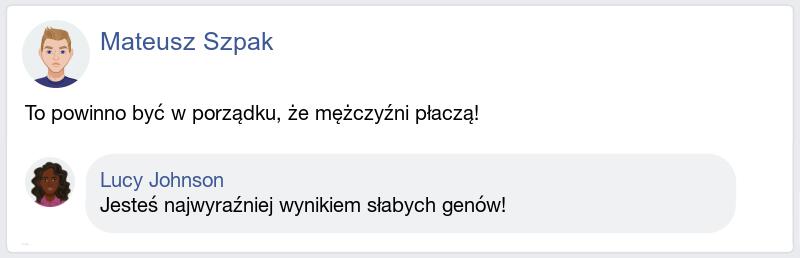 Mateusz Szpak
To powinno być w porządku, że mężczyźni płaczą!
Lucy Johnson
Jesteś najwyraźniej wynikiem słabych genów!